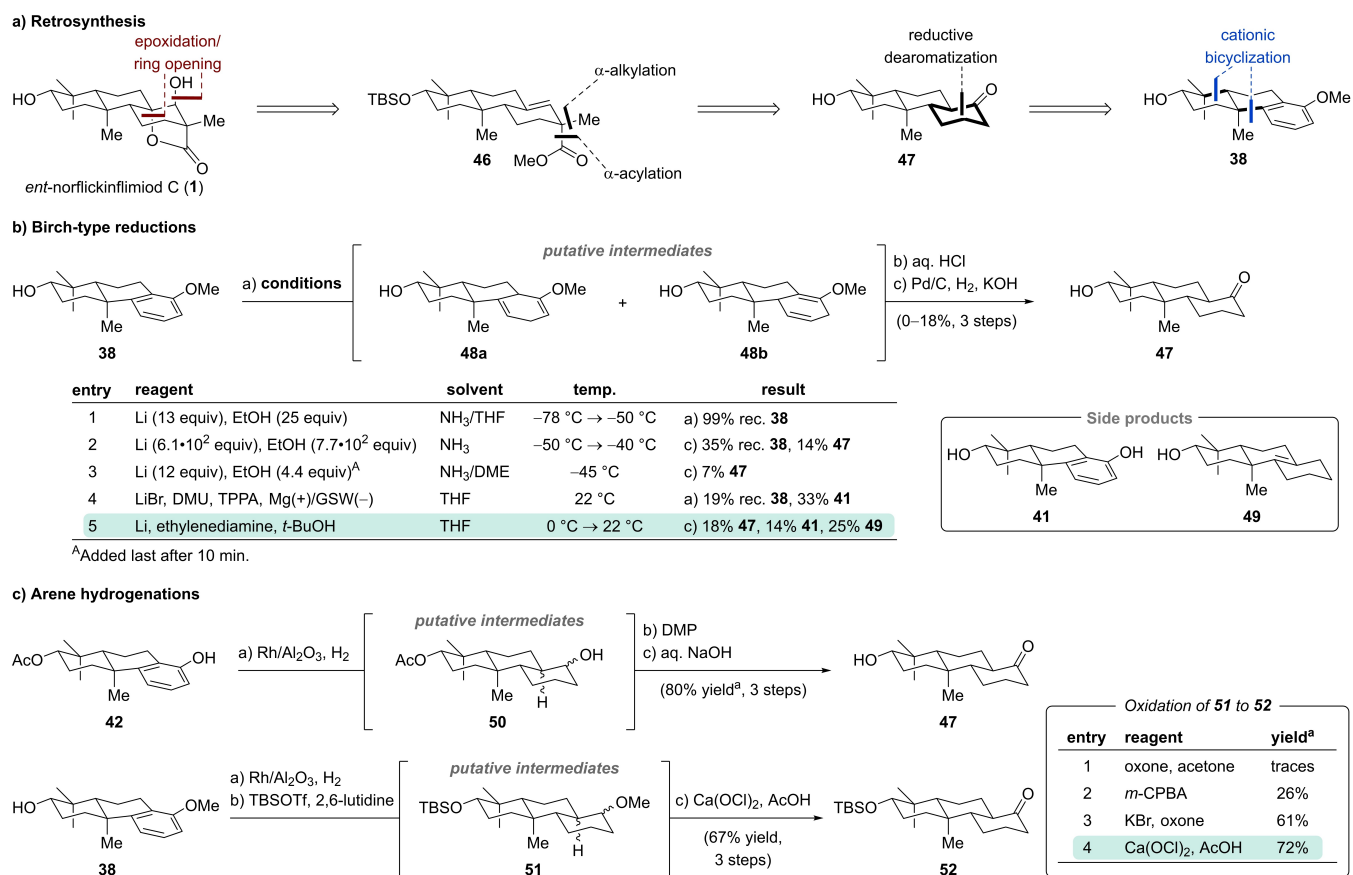 a) Retrosynthesis
epoxidation/
ring opening
OH
HO
Me
Me
O
O
ent-norflickinflimiod C (1)
TBSO
Me
Me
MeO
O
46
α-alkylation
α-acylation
reductive
dearomatization
HO
O
Me
47
cationic
bicyclization
HO
OMe
Me
38
b) Birch-type reductions
HO
OMe
Me
38
a) conditions
putative intermediates
HO
OMe
Me
48a
+
HO
OMe
Me
48b
b) aq. HCl
c) Pd/C, H2, KOH
(0–18%, 3 steps)
HO
O
Me
47
entry reagent solvent temp. result
1 Li (13 equiv), EtOH (25 equiv) NH3/THF –78 °C → –50 °C a) 99% rec. 38
2 Li (6.1•10² equiv), EtOH (7.7•10² equiv) NH3 –50 °C → –40 °C c) 35% rec. 38, 14% 47
3 Li (12 equiv), EtOH (4.4 equiv)A NH3/DME –45 °C c) 7% 47
4 LiBr, DMU, TPPA, Mg(+)/GSW(–) THF 22 °C a) 19% rec. 38, 33% 41
5 Li, ethylenediamine, t-BuOH THF 0 °C → 22 °C c) 18% 47, 14% 41, 25% 49
AAdded last after 10 min.
Side products
HO
OH
Me
41
HO
Me
49
c) Arene hydrogenations
AcO
OH
Me
42
a) Rh/Al2O3, H2
putative intermediates
AcO
OH
Me
H
50
b) DMP
c) aq. NaOH
(80% yieldᵃ, 3 steps)
HO
O
Me
47
HO
OMe
Me
38
a) Rh/Al2O3, H2
b) TBSOTf, 2,6-lutidine
putative intermediates
TBSO
OMe
Me
H
51
c) Ca(OCl)2, AcOH
(67% yield,
3 steps)
TBSO
O
Me
52
Oxidation of 51 to 52
entry reagent yieldᵃ
1 oxone, acetone traces
2 m-CPBA 26%
3 KBr, oxone 61%
4 Ca(OCl)2, AcOH 72%